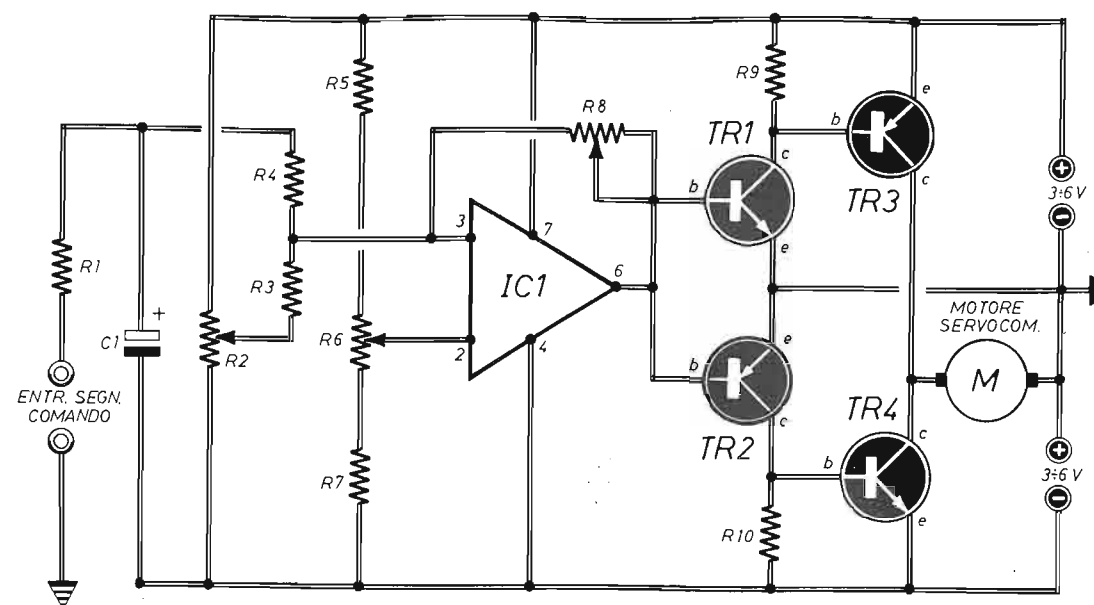 R5
R9
R8
b
e
TR1
c
R4
b
c
TR3
+
3÷6 V
−
3
7
e
R1
R3
IC1
6
+
C1
R2
R6
2
4
e
b
MOTORE
SERVOCOM.
M
ENTR. SEGN.
COMANDO
TR2
c
TR4
c
b
+
3÷6 V
−
R7
R10
e